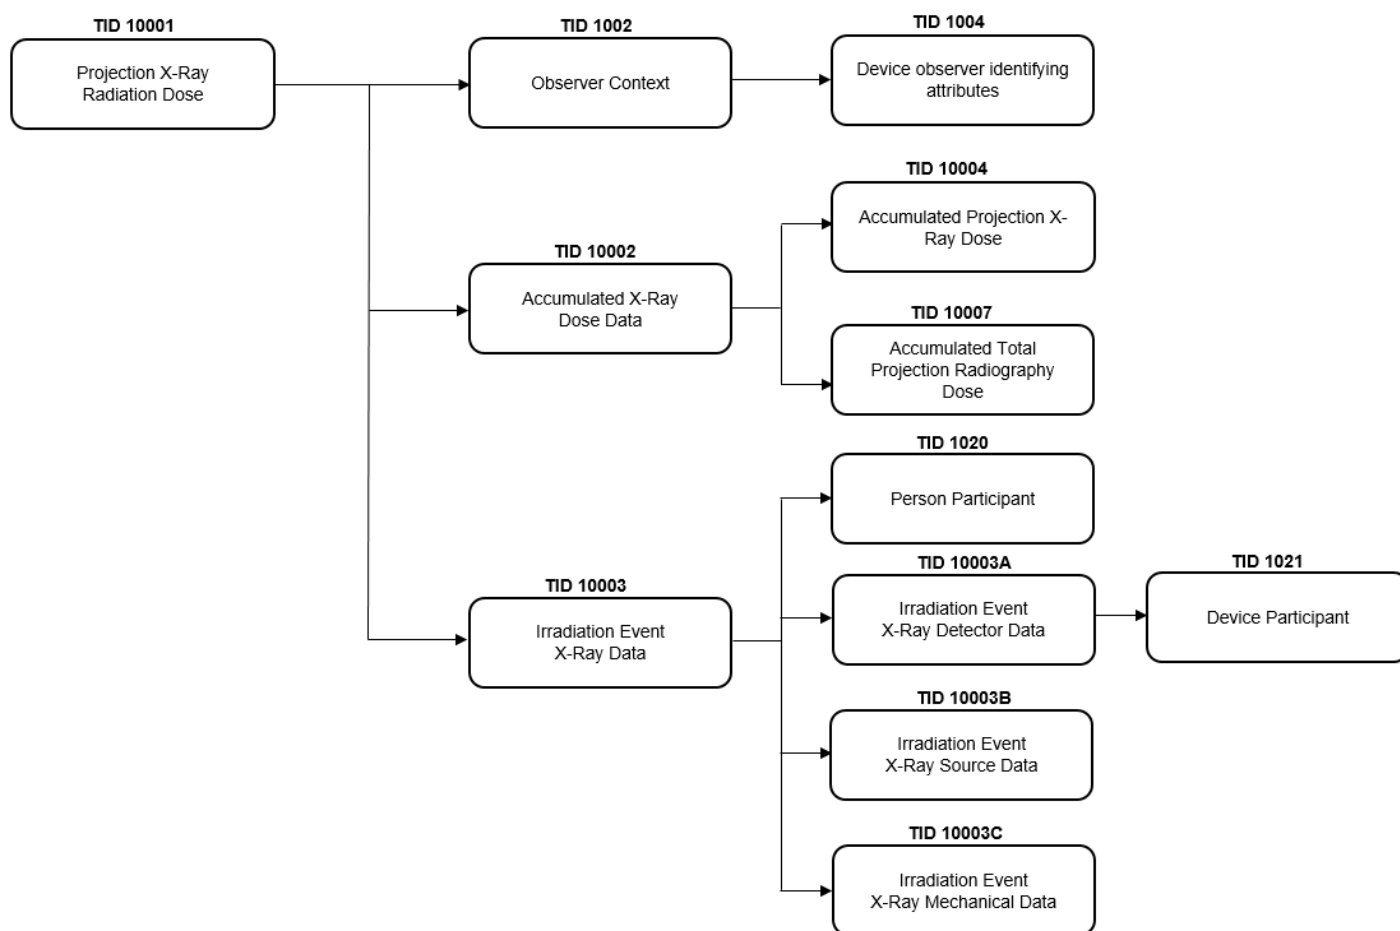 TID 10001
Projection X-Ray
Radiation Dose
TID 1002
Observer Context
TID 1004
Device observer identifying
attributes
TID 10002
Accumulated X-Ray
Dose Data
TID 10004
Accumulated Projection X-
Ray Dose
TID 10007
Accumulated Total
Projection Radiography
Dose
TID 10003
Irradiation Event
X-Ray Data
TID 1020
Person Participant
TID 10003A
Irradiation Event
X-Ray Detector Data
TID 1021
Device Participant
TID 10003B
Irradiation Event
X-Ray Source Data
TID 10003C
Irradiation Event
X-Ray Mechanical Data